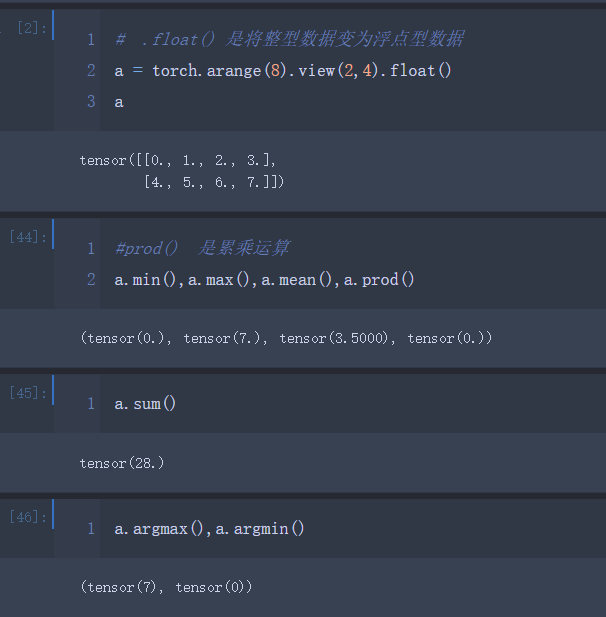 [2]:
1 # .float() 是将整型数据变为浮点型数据
2 a = torch.arange(8).view(2,4).float()
3 a
tensor([[0., 1., 2., 3.],
[4., 5., 6., 7.]])
[44]:
1 #prod() 是累乘运算
2 a.min(),a.max(),a.mean(),a.prod()
(tensor(0.), tensor(7.), tensor(3.5000), tensor(0.))
[45]:
1 a.sum()
tensor(28.)
[46]:
1 a.argmax(),a.argmin()
(tensor(7), tensor(0))